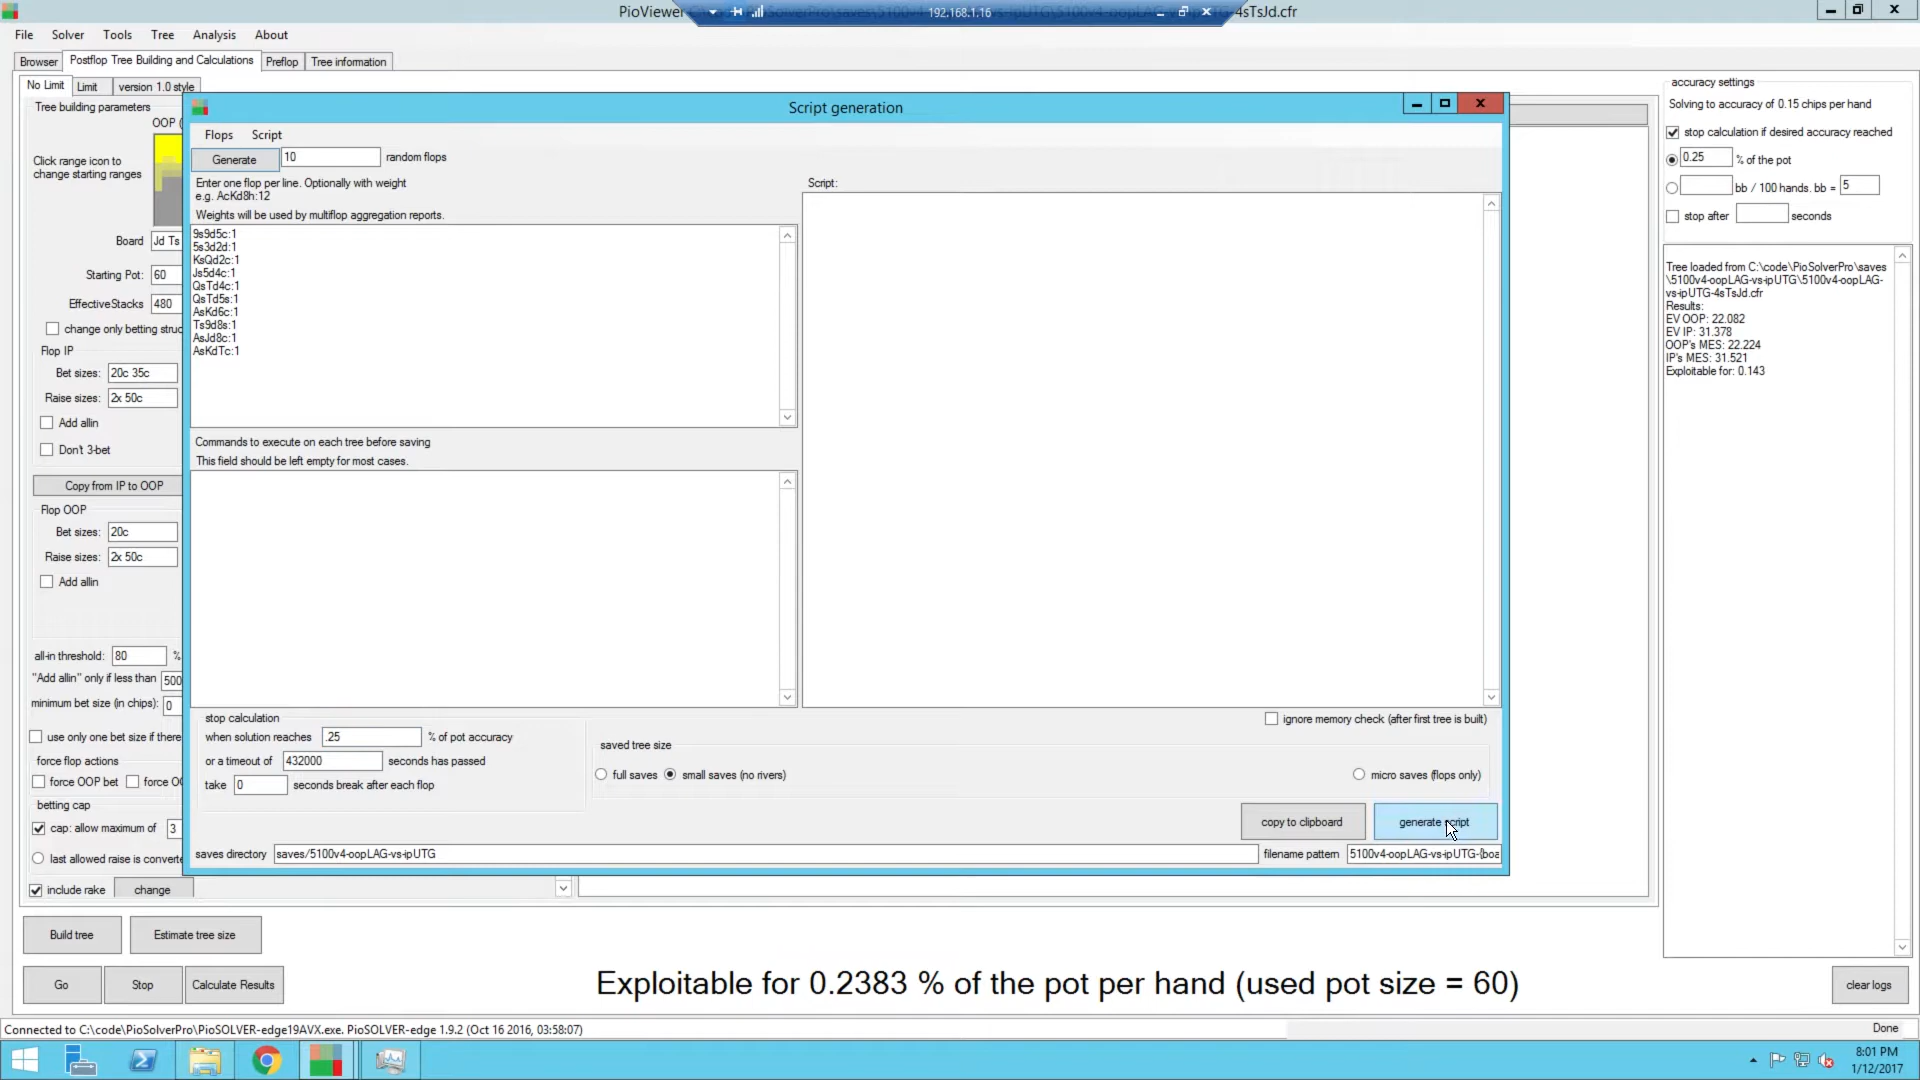 PioViewer
192.168.1.16
4sTsJd.cfr
File Solver Tools Tree Analysis About
Browser Postflop Tree Building and Calculations Preflop Tree information
No Limit Limit version 1.0 style
Tree building parameters
OOP (
Click range icon to
change starting ranges
Board Jd Ts
Starting Pot: 60
EffectiveStacks 480
change only betting struc
Flop IP
Bet sizes: 20c 35c
Raise sizes: 2x 50c
Add allin
Don't 3-bet
Copy from IP to OOP
Flop OOP
Bet sizes: 20c
Raise sizes: 2x 50c
Add allin
all-in threshold: 80 %
"Add allin" only if less than 500
minimum bet size (in chips): 0
use only one bet size if there
force flop actions
force OOP bet force OO
betting cap
cap: allow maximum of 3
last allowed raise is converte
include rake change
Build tree Estimate tree size
Go Stop Calculate Results
Script generation
Flops Script
Generate 10 random flops
Enter one flop per line. Optionally with weight
e.g. AcKd8h:12
Weights will be used by multiflop aggregation reports.
9s9d5c:1
5s3d2d:1
KsQd2c:1
Js5d4c:1
QsTd4c:1
QsTd5s:1
AsKd6c:1
Ts9d8s:1
AsJd8c:1
AsKdTc:1
Commands to execute on each tree before saving
This field should be left empty for most cases.
Script:
stop calculation
when solution reaches .25 % of pot accuracy
or a timeout of 432000 seconds has passed
take 0 seconds break after each flop
ignore memory check (after first tree is built)
saved tree size
full saves small saves (no rivers) micro saves (flops only)
copy to clipboard generate script
saves directory saves/5100v4-oopLAG-vs-ipUTG filename pattern 5100v4-oopLAG-vs-ipUTG-{boa
accuracy settings
Solving to accuracy of 0.15 chips per hand
stop calculation if desired accuracy reached
0.25 % of the pot
bb / 100 hands. bb = 5
stop after seconds
Tree loaded from C:\code\PioSolverPro\saves
\5100v4-oopLAG-vs-ipUTG\5100v4-oopLAG-
vs-ipUTG-4sTsJd.cfr
Results:
EV OOP: 22.082
EV IP: 31.378
OOP's MES: 22.224
IP's MES: 31.521
Exploitable for: 0.143
Exploitable for 0.2383 % of the pot per hand (used pot size = 60)
clear logs
Connected to C:\code\PioSolverPro\PioSOLVER-edge19AVX.exe. PioSOLVER-edge 1.9.2 (Oct 16 2016, 03:58:07)
Done
8:01 PM
1/12/2017